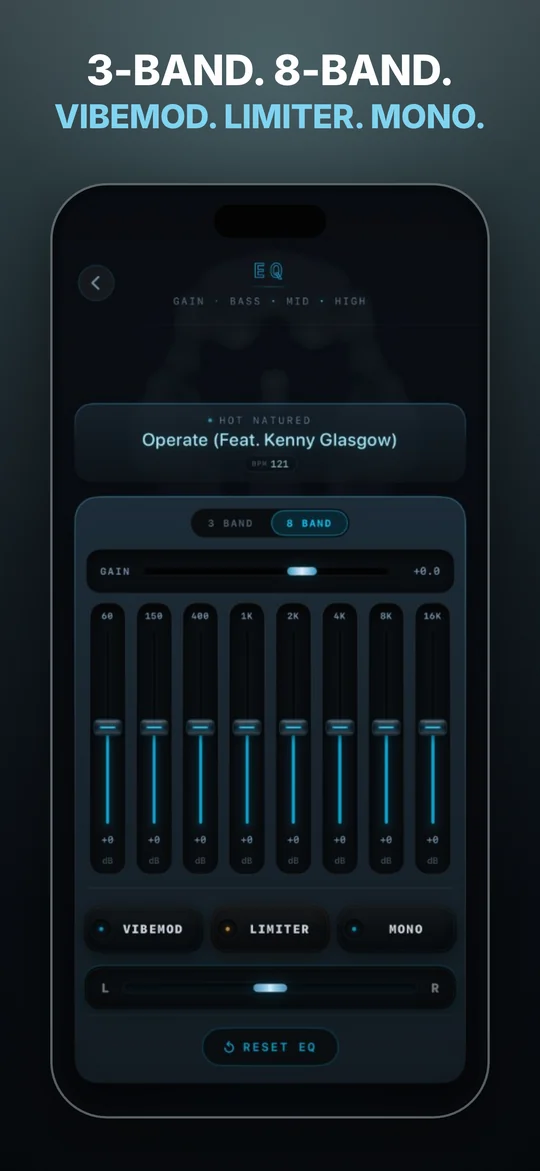 3-BAND. 8-BAND.
VIBEMOD. LIMITER. MONO.
EQ
GAIN · BASS • MID • HIGH
• HOT NATURED
Operate (Feat. Kenny Glasgow)
BPM 121
3 BAND 8 BAND
GAIN +0.0
60 150 400 1K 2K 4K 8K 16K
+0 +0 +0 +0 +0 +0 +0 +0
dB dB dB dB dB dB dB dB
VIBEMOD LIMITER MONO
L R
RESET EQ